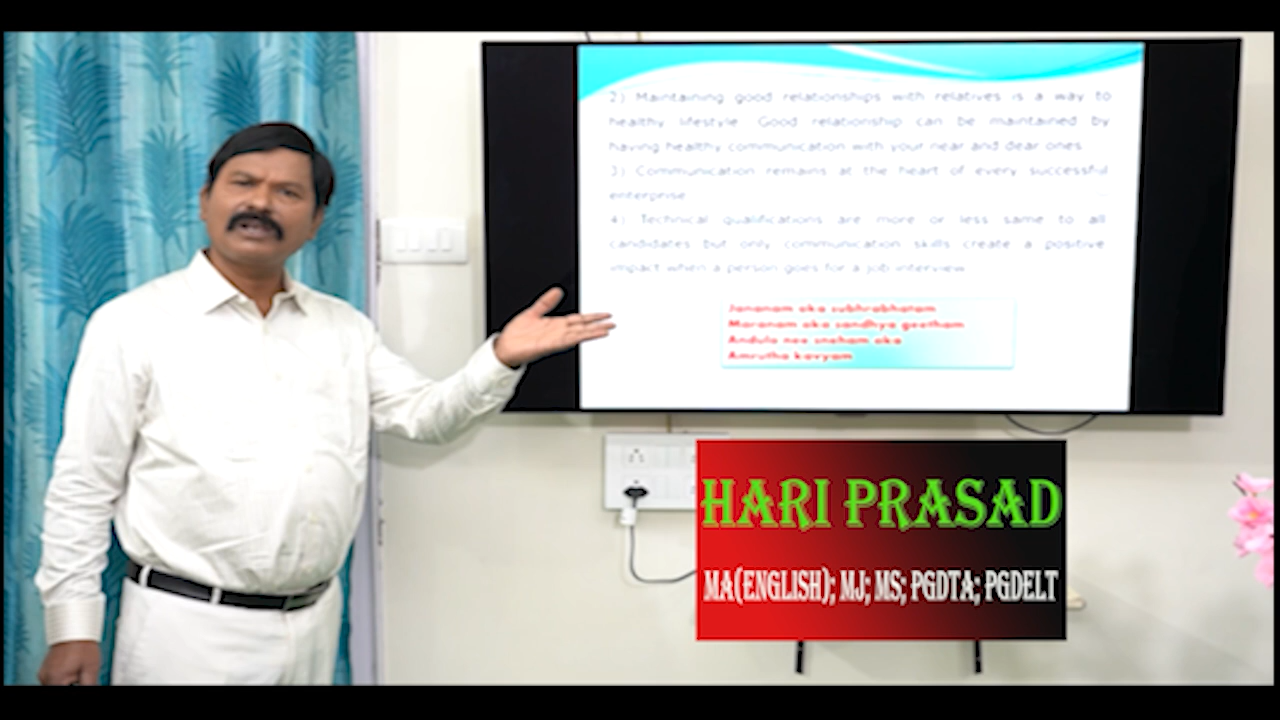 2) Maintaining good relationships with relatives is a way to
healthy lifestyle. Good relationship can be maintained by
having healthy communication with your near and dear ones.
3) Communication remains at the heart of every successful
enterprise.
4) Technical qualifications are more or less same to all
candidates but only communication skills create a positive
impact when a person goes for a job interview.
Jananam oka subhrabhatam
Maranam oka sandhya geetham
Andulo nee sneham oka
Amrutha kavyam
HARI PRASAD
MA(ENGLISH); MJ; MS; PGDTA; PGDELT